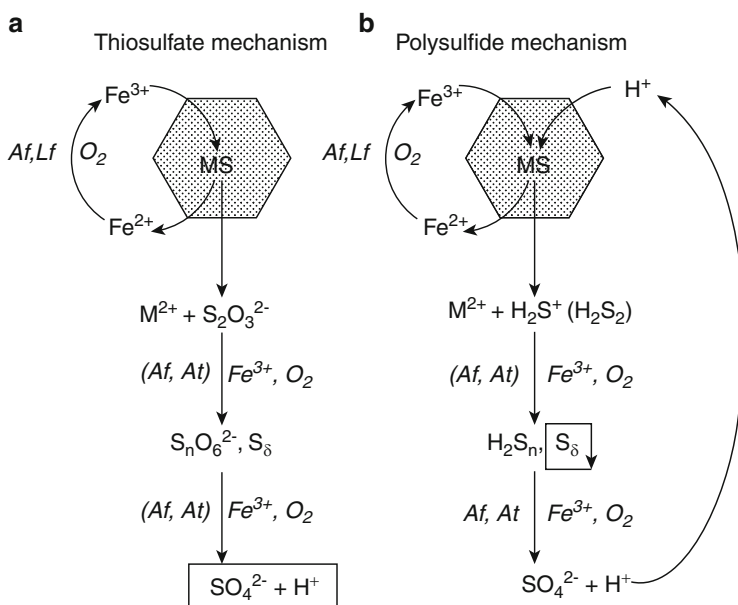 a
Thiosulfate mechanism
Fe³⁺
Af,Lf
O₂
MS
Fe²⁺
M²⁺ + S₂O₃²⁻
(Af, At) Fe³⁺, O₂
SₙO₆²⁻, S_δ
(Af, At) Fe³⁺, O₂
SO₄²⁻ + H⁺
b
Polysulfide mechanism
Fe³⁺
H⁺
Af,Lf
O₂
MS
Fe²⁺
M²⁺ + H₂S⁺ (H₂S₂)
(Af, At) Fe³⁺, O₂
H₂Sₙ, S_δ
Af, At Fe³⁺, O₂
SO₄²⁻ + H⁺